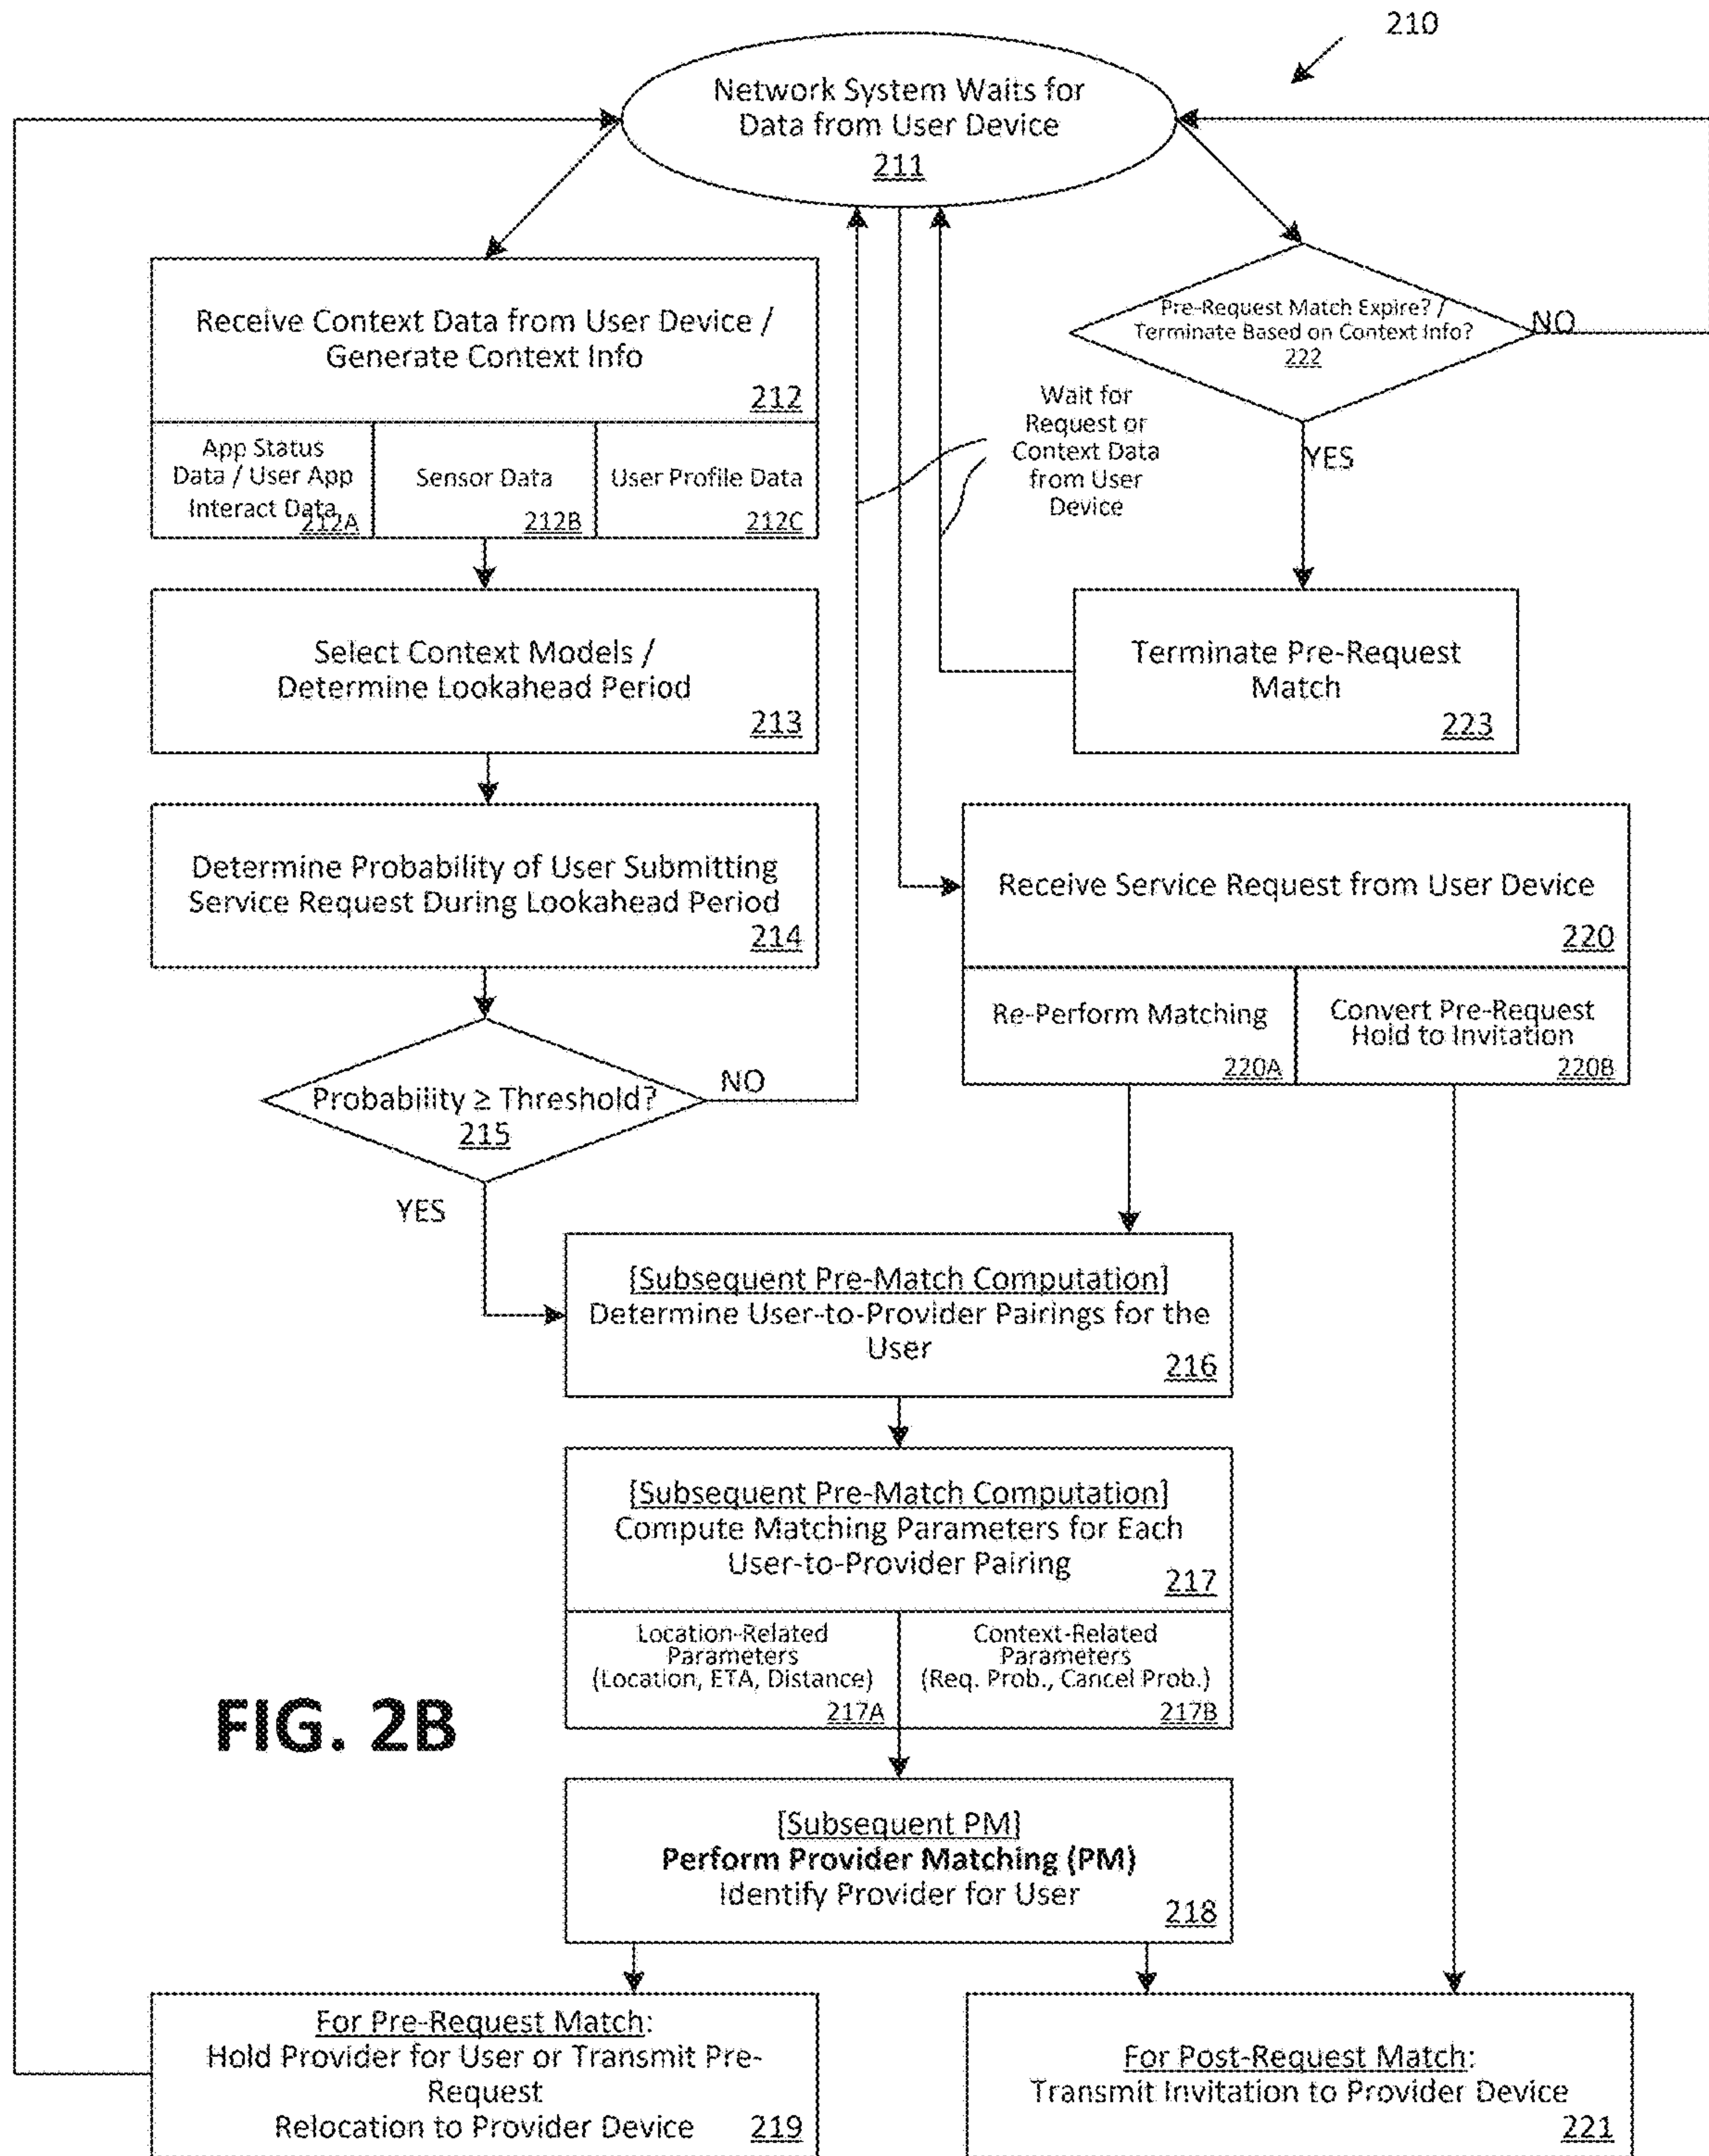 210
Network System Waits for
Data from User Device
211
Receive Context Data from User Device /
Generate Context Info
212
App Status
Data / User App
Interact Data
212A
Sensor Data
212B
User Profile Data
212C
Pre-Request Match Expire? /
Terminate Based on Context Info?
222
NO
YES
Wait for
Request or
Context Data
from User
Device
Select Context Models /
Determine Lookahead Period
213
Terminate Pre-Request
Match
223
Determine Probability of User Submitting
Service Request During Lookahead Period
214
Receive Service Request from User Device
220
Re-Perform Matching
220A
Convert Pre-Request
Hold to Invitation
220B
Probability ≥ Threshold?
215
NO
YES
[Subsequent Pre-Match Computation]
Determine User-to-Provider Pairings for the
User
216
[Subsequent Pre-Match Computation]
Compute Matching Parameters for Each
User-to-Provider Pairing
217
Location-Related
Parameters
(Location, ETA, Distance)
217A
Context-Related
Parameters
(Req. Prob., Cancel Prob.)
217B
FIG. 2B
[Subsequent PM]
Perform Provider Matching (PM)
Identify Provider for User
218
For Pre-Request Match:
Hold Provider for User or Transmit Pre-
Request
Relocation to Provider Device
219
For Post-Request Match:
Transmit Invitation to Provider Device
221